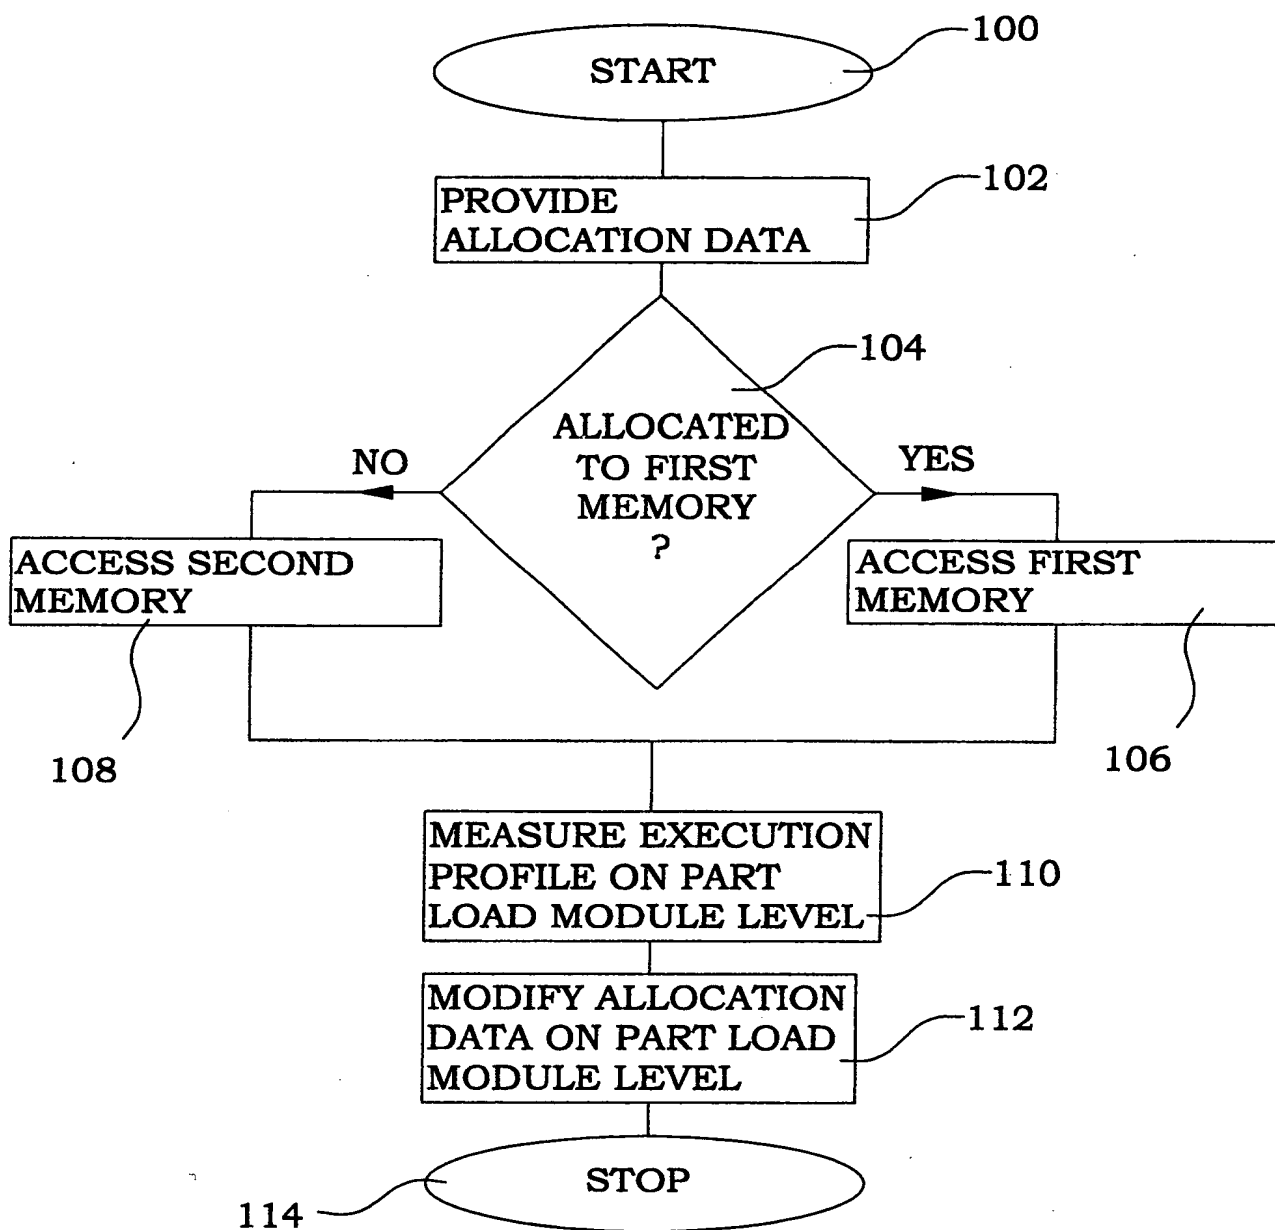 100
START
102
PROVIDE
ALLOCATION DATA
104
ALLOCATED
TO FIRST
MEMORY
?
NO
YES
ACCESS SECOND
MEMORY
ACCESS FIRST
MEMORY
108
106
MEASURE EXECUTION
PROFILE ON PART
LOAD MODULE LEVEL
110
MODIFY ALLOCATION
DATA ON PART LOAD
MODULE LEVEL
112
STOP
114